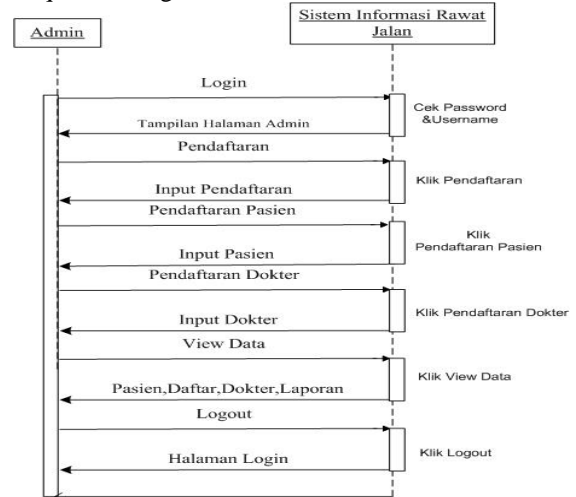 Sistem Informasi Rawat
Jalan
Admin
Login
Cek Password
&Username
Tampilan Halaman Admin
Pendaftaran
Klik Pendaftaran
Input Pendaftaran
Pendaftaran Pasien
Klik
Pendaftaran Pasien
Input Pasien
Pendaftaran Dokter
Klik Pendaftaran Dokter
Input Dokter
View Data
Klik View Data
Pasien,Daftar,Dokter,Laporan
Logout
Klik Logout
Halaman Login